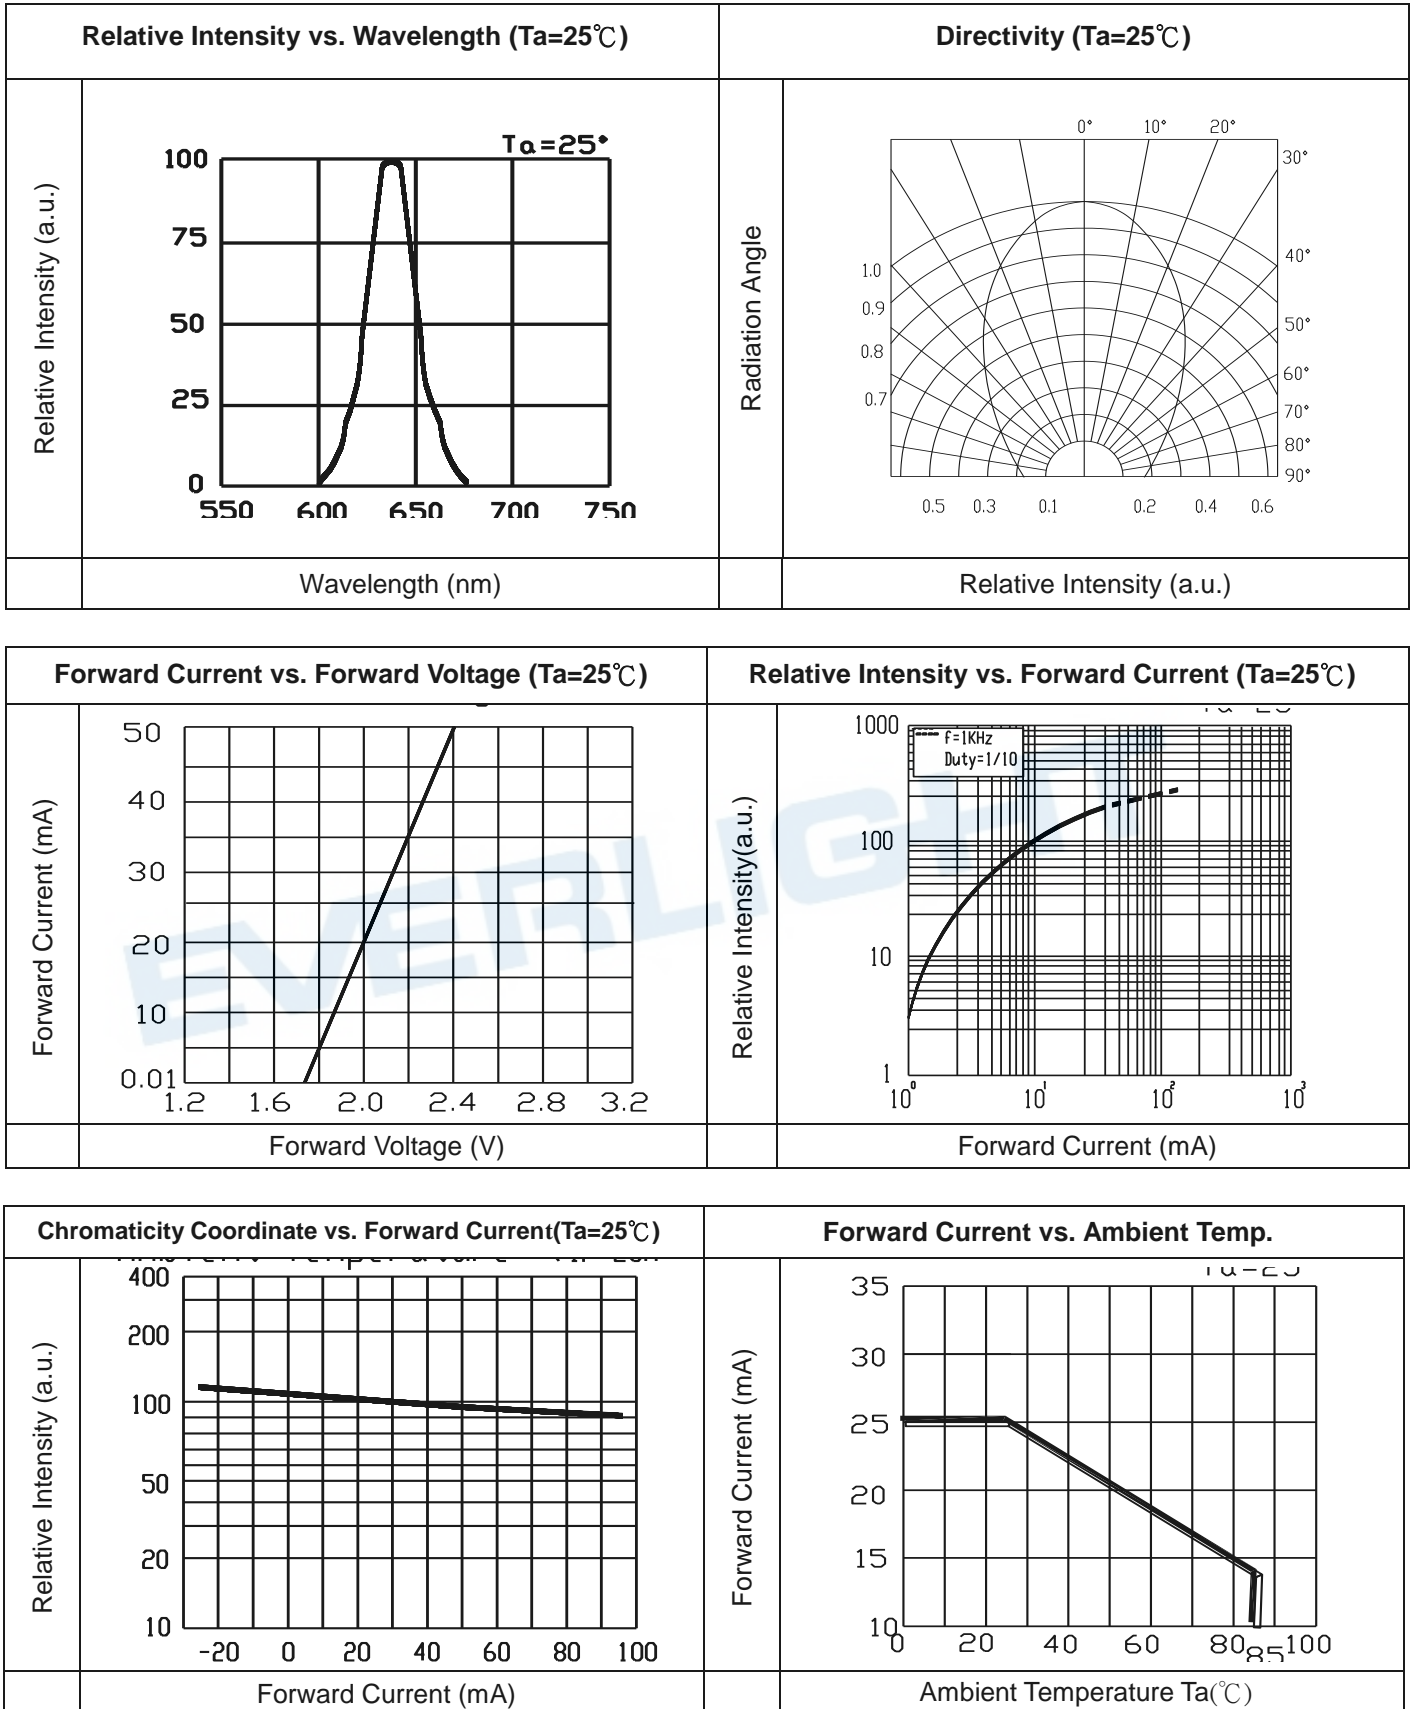 Relative Intensity vs. Wavelength (Ta=25℃)
Directivity (Ta=25℃)
Relative Intensity (a.u.)
Ta=25°
100
75
50
25
0
550 600 650 700 750
Wavelength (nm)
Radiation Angle
0° 10° 20°
30°
40°
50°
60°
70°
80°
90°
1.0
0.9
0.8
0.7
0.5 0.3 0.1 0.2 0.4 0.6
Relative Intensity (a.u.)
Forward Current vs. Forward Voltage (Ta=25℃)
Relative Intensity vs. Forward Current (Ta=25℃)
Forward Current (mA)
50
40
30
20
10
0.01
1.2 1.6 2.0 2.4 2.8 3.2
Forward Voltage (V)
Relative Intensity(a.u.)
1000
100
10
1
f=1KHz
Duty=1/10
10⁰ 10¹ 10² 10³
Forward Current (mA)
EVERLIGHT
Chromaticity Coordinate vs. Forward Current(Ta=25℃)
Forward Current vs. Ambient Temp.
Relative Intensity (a.u.)
400
200
100
50
20
10
-20 0 20 40 60 80 100
Forward Current (mA)
Forward Current (mA)
Ta=25
35
30
25
20
15
10
0 20 40 60 80 85 100
Ambient Temperature Ta(℃)